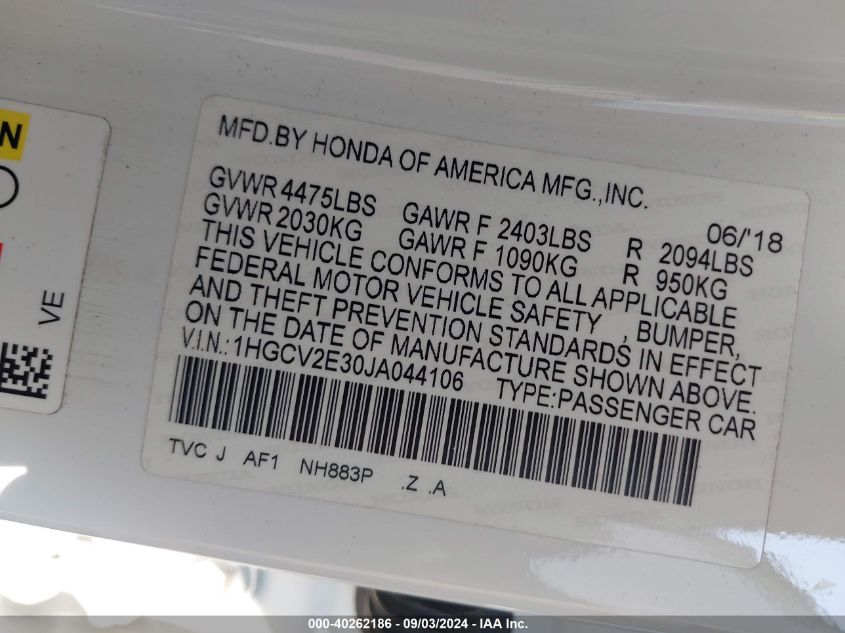 N
VE
MFD.BY HONDA OF AMERICA MFG.,INC.
06/'18
GVWR 4475LBS GAWR F 2403LBS R 2094LBS
GVWR 2030KG GAWR F 1090KG R 950KG
THIS VEHICLE CONFORMS TO ALL APPLICABLE
FEDERAL MOTOR VEHICLE SAFETY , BUMPER,
AND THEFT PREVENTION STANDARDS IN EFFECT
ON THE DATE OF MANUFACTURE SHOWN ABOVE.
V.I.N.:1HGCV2E30JA044106 TYPE:PASSENGER CAR
TVC J AF1 NH883P .Z .A
000-40262186 - 09/03/2024 - IAA Inc.